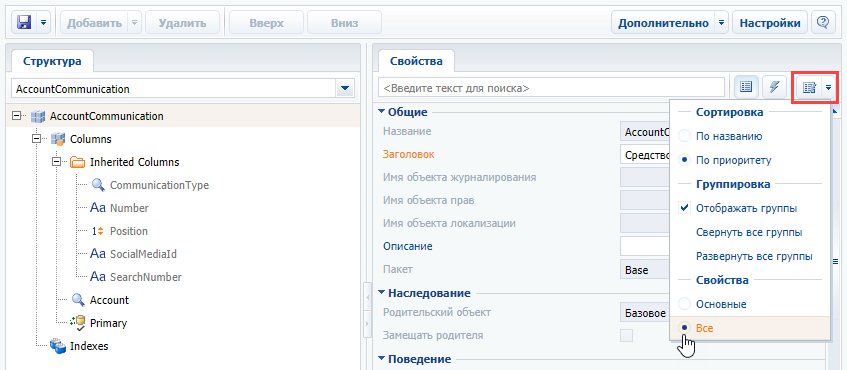 Добавить Удалить Вверх Вниз Дополнительно Настройки
Структура
AccountCommunication
AccountCommunication
Columns
Inherited Columns
CommunicationType
Aa Number
1 Position
Aa SocialMediaId
Aa SearchNumber
Account
Primary
Indexes
Свойства
<Введите текст для поиска>
Общие
Название AccountC
Заголовок Средство
Имя объекта журналирования
Имя объекта прав
Имя объекта локализации
Описание
Пакет Base
Наследование
Родительский объект Базовое
Замещать родителя
Поведение
Сортировка
По названию
По приоритету
Группировка
Отображать группы
Свернуть все группы
Развернуть все группы
Свойства
Основные
Все